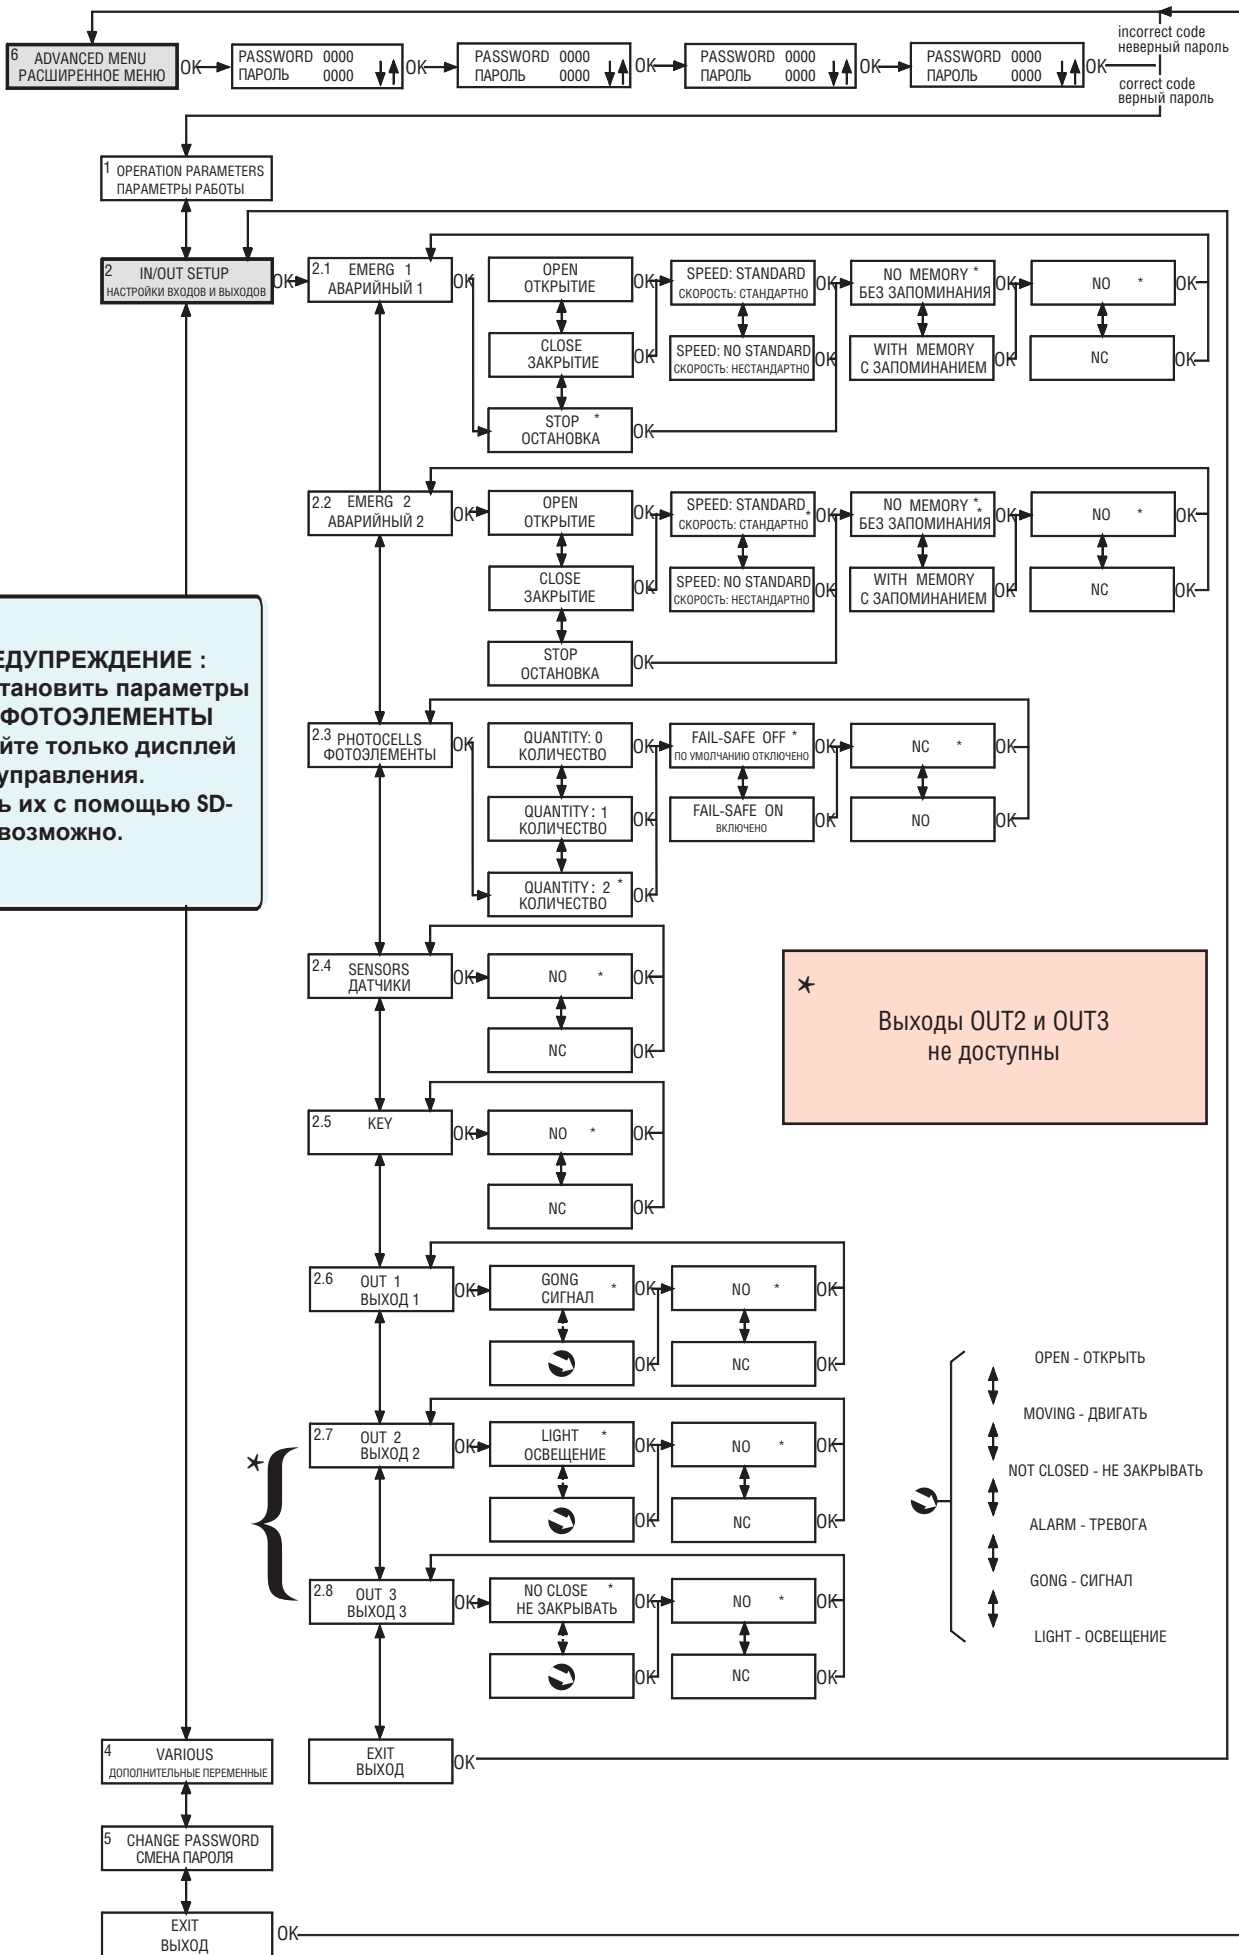 incorrect code
неверный пароль
6 ADVANCED MENU
РАСШИРЕННОЕ МЕНЮ
OK
PASSWORD 0000
ПАРОЛЬ 0000
OK
PASSWORD 0000
ПАРОЛЬ 0000
OK
PASSWORD 0000
ПАРОЛЬ 0000
OK
PASSWORD 0000
ПАРОЛЬ 0000
OK
correct code
верный пароль
1 OPERATION PARAMETERS
ПАРАМЕТРЫ РАБОТЫ
2 IN/OUT SETUP
НАСТРОЙКИ ВХОДОВ И ВЫХОДОВ
OK
2.1 EMERG 1
АВАРИЙНЫЙ 1
OK
OPEN
ОТКРЫТИЕ
OK
SPEED: STANDARD
СКОРОСТЬ: СТАНДАРТНО
OK
NO MEMORY *
БЕЗ ЗАПОМИНАНИЯ
OK
NO *
OK
CLOSE
ЗАКРЫТИЕ
OK
SPEED: NO STANDARD
СКОРОСТЬ: НЕСТАНДАРТНО
OK
WITH MEMORY
С ЗАПОМИНАНИЕМ
OK
NC
OK
STOP *
ОСТАНОВКА
OK
2.2 EMERG 2
АВАРИЙНЫЙ 2
OK
OPEN
ОТКРЫТИЕ
OK
SPEED: STANDARD
СКОРОСТЬ: СТАНДАРТНО *
OK
NO MEMORY *
БЕЗ ЗАПОМИНАНИЯ *
OK
NO *
OK
CLOSE
ЗАКРЫТИЕ
OK
SPEED: NO STANDARD
СКОРОСТЬ: НЕСТАНДАРТНО
OK
WITH MEMORY
С ЗАПОМИНАНИЕМ
OK
NC
OK
STOP
ОСТАНОВКА
OK
ЕДУПРЕЖДЕНИЕ :
тановить параметры
ФОТОЭЛЕМЕНТЫ
йте только дисплей
управления.
ь их с помощью SD-
возможно.
2.3 PHOTOCELLS
ФОТОЭЛЕМЕНТЫ
OK
QUANTITY: 0
КОЛИЧЕСТВО
OK
FAIL-SAFE OFF *
ПО УМОЛЧАНИЮ ОТКЛЮЧЕНО
OK
NC *
OK
QUANTITY: 1
КОЛИЧЕСТВО
OK
FAIL-SAFE ON
ВКЛЮЧЕНО
OK
NO
OK
QUANTITY: 2 *
КОЛИЧЕСТВО
OK
2.4 SENSORS
ДАТЧИКИ
OK
NO *
OK
NC
OK
*
Выходы OUT2 и OUT3
не доступны
2.5 KEY
OK
NO *
OK
NC
OK
2.6 OUT 1
ВЫХОД 1
OK
GONG
СИГНАЛ *
OK
NO *
OK
OK
NC
OK
*
2.7 OUT 2
ВЫХОД 2
OK
LIGHT *
ОСВЕЩЕНИЕ
OK
NO *
OK
OK
NC
OK
2.8 OUT 3
ВЫХОД 3
OK
NO CLOSE *
НЕ ЗАКРЫВАТЬ
OK
NO *
OK
OK
NC
OK
OPEN - ОТКРЫТЬ
MOVING - ДВИГАТЬ
NOT CLOSED - НЕ ЗАКРЫВАТЬ
ALARM - ТРЕВОГА
GONG - СИГНАЛ
LIGHT - ОСВЕЩЕНИЕ
4 VARIOUS
ДОПОЛНИТЕЛЬНЫЕ ПЕРЕМЕННЫЕ
EXIT
ВЫХОД
OK
5 CHANGE PASSWORD
СМЕНА ПАРОЛЯ
EXIT
ВЫХОД
OK